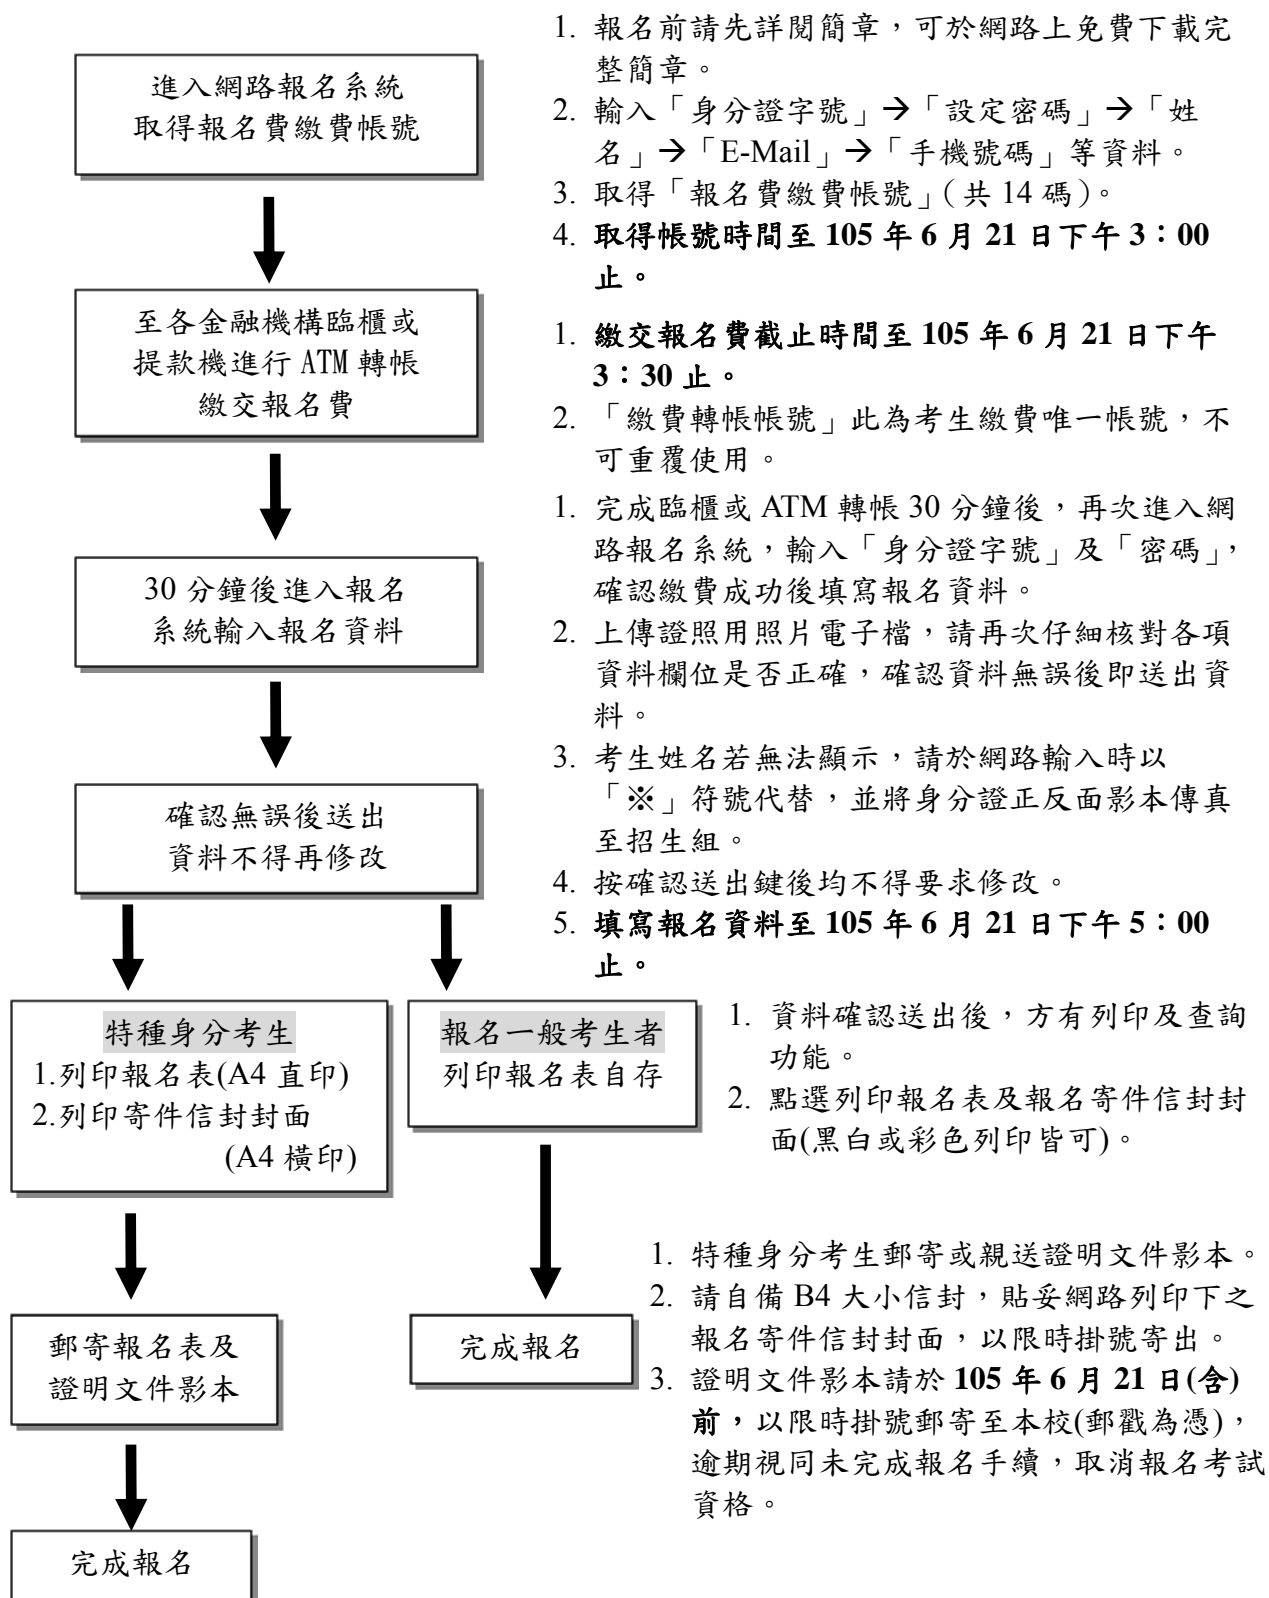 進入網路報名系統
取得報名費繳費帳號
1. 報名前請先詳閱簡章，可於網路上免費下載完
整簡章。
2. 輸入「身分證字號」→「設定密碼」→「姓
名」→「E-Mail」→「手機號碼」等資料。
3. 取得「報名費繳費帳號」(共 14 碼)。
4. 取得帳號時間至 105 年 6 月 21 日下午 3：00
止。
至各金融機構臨櫃或
提款機進行 ATM 轉帳
繳交報名費
1. 繳交報名費截止時間至 105 年 6 月 21 日下午
3：30 止。
2. 「繳費轉帳帳號」此為考生繳費唯一帳號，不
可重覆使用。
30 分鐘後進入報名
系統輸入報名資料
1. 完成臨櫃或 ATM 轉帳 30 分鐘後，再次進入網
路報名系統，輸入「身分證字號」及「密碼」，
確認繳費成功後填寫報名資料。
2. 上傳證照用照片電子檔，請再次仔細核對各項
資料欄位是否正確，確認資料無誤後即送出資
料。
3. 考生姓名若無法顯示，請於網路輸入時以
「※」符號代替，並將身分證正反面影本傳真
至招生組。
4. 按確認送出鍵後均不得要求修改。
5. 填寫報名資料至 105 年 6 月 21 日下午 5：00
止。
確認無誤後送出
資料不得再修改
特種身分考生
1.列印報名表(A4 直印)
2.列印寄件信封封面
(A4 橫印)
報名一般考生者
列印報名表自存
1. 資料確認送出後，方有列印及查詢
功能。
2. 點選列印報名表及報名寄件信封封
面(黑白或彩色列印皆可)。
郵寄報名表及
證明文件影本
完成報名
1. 特種身分考生郵寄或親送證明文件影本。
2. 請自備 B4 大小信封，貼妥網路列印下之
報名寄件信封封面，以限時掛號寄出。
3. 證明文件影本請於 105 年 6 月 21 日(含)
前，以限時掛號郵寄至本校(郵戳為憑)，
逾期視同未完成報名手續，取消報名考試
資格。
完成報名